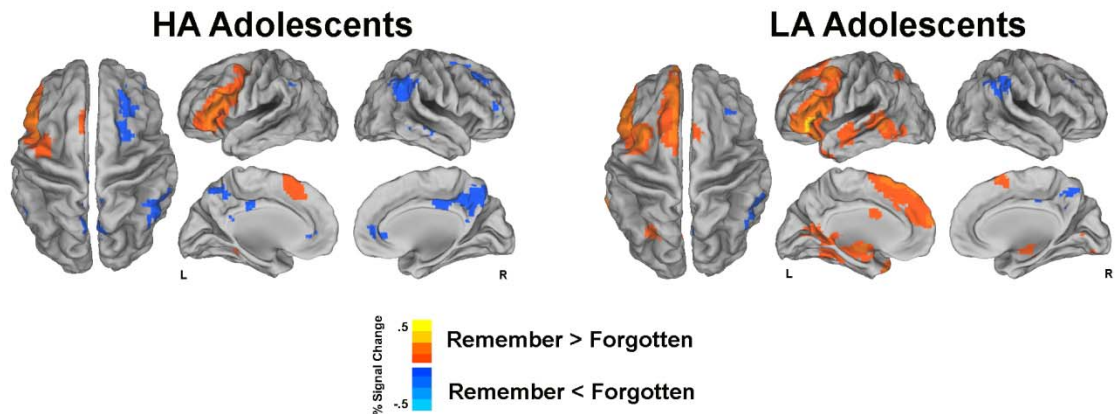 HA Adolescents
LA Adolescents
L
R
L
R
% Signal Change
.5
-.5
Remember > Forgotten
Remember < Forgotten